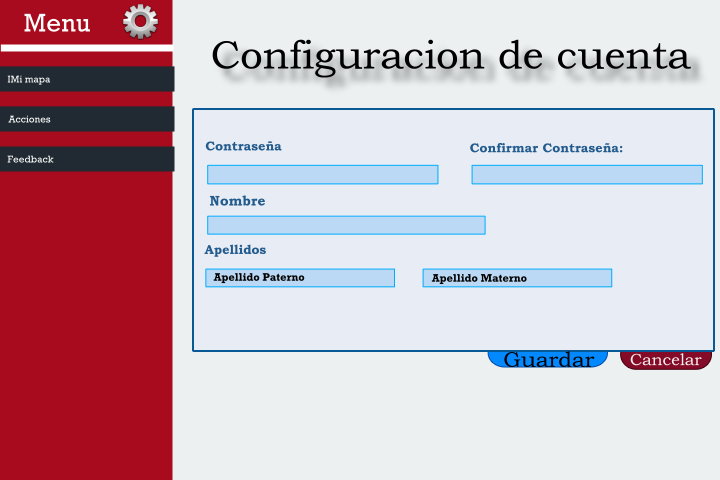 Menu
IMi mapa
Acciones
Feedback
Configuracion de cuenta
Contraseña
Confirmar Contraseña:
Nombre
Apellidos
Apellido Paterno
Apellido Materno
Guardar
Cancelar